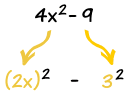 4x² - 9
(2x)² - 3²